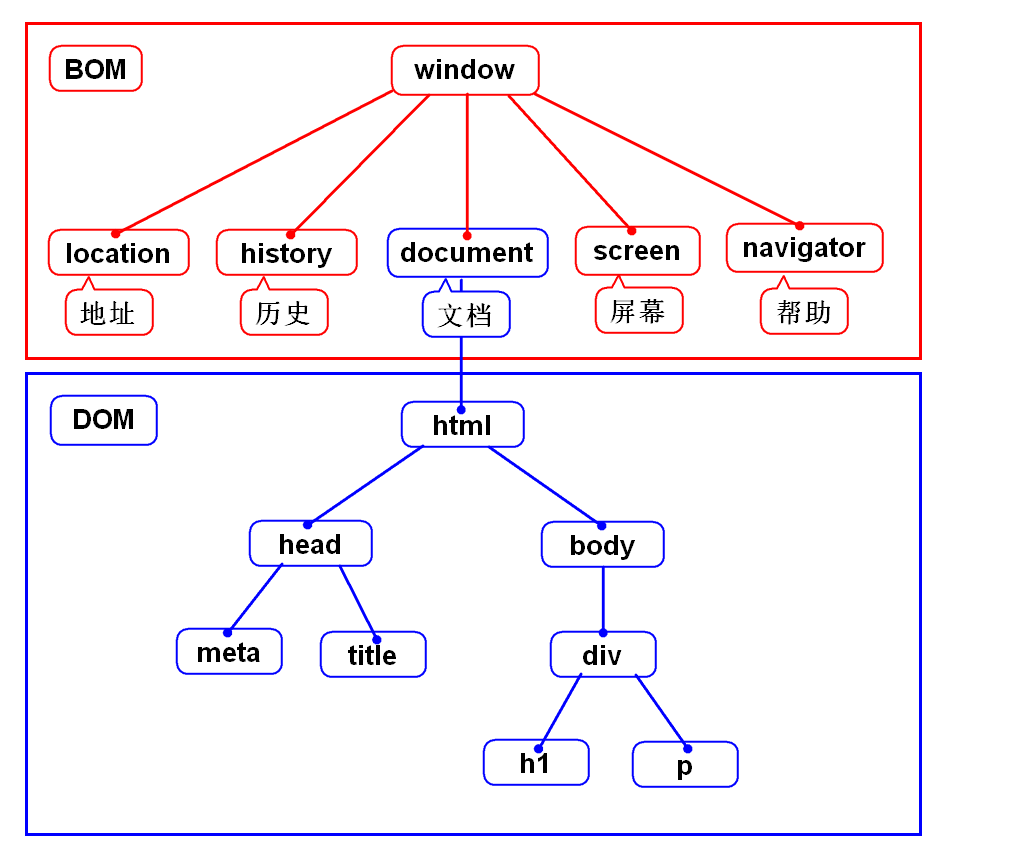 BOM
window
location
history
document
screen
navigator
地址
历史
文档
屏幕
帮助
DOM
html
head
body
meta
title
div
h1
p